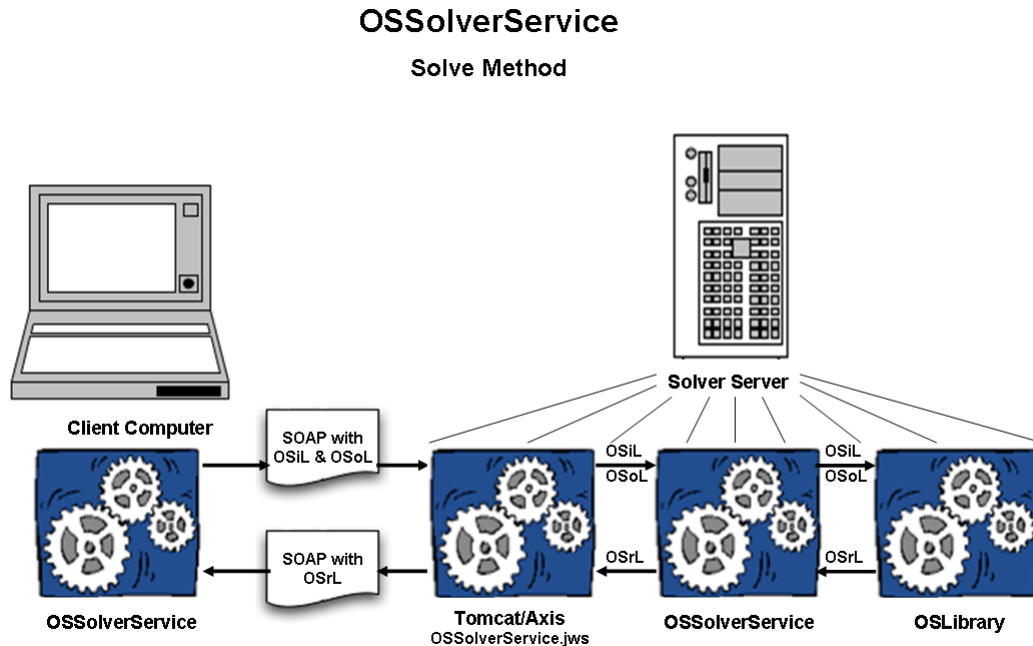 OSSolverService
Solve Method
Solver Server
Client Computer
SOAP with
OSiL & OSoL
OSiL
OSoL
OSiL
OSoL
SOAP with
OSrL
OSrL
OSrL
OSSolverService
Tomcat/Axis
OSSolverService.jws
OSSolverService
OSLibrary